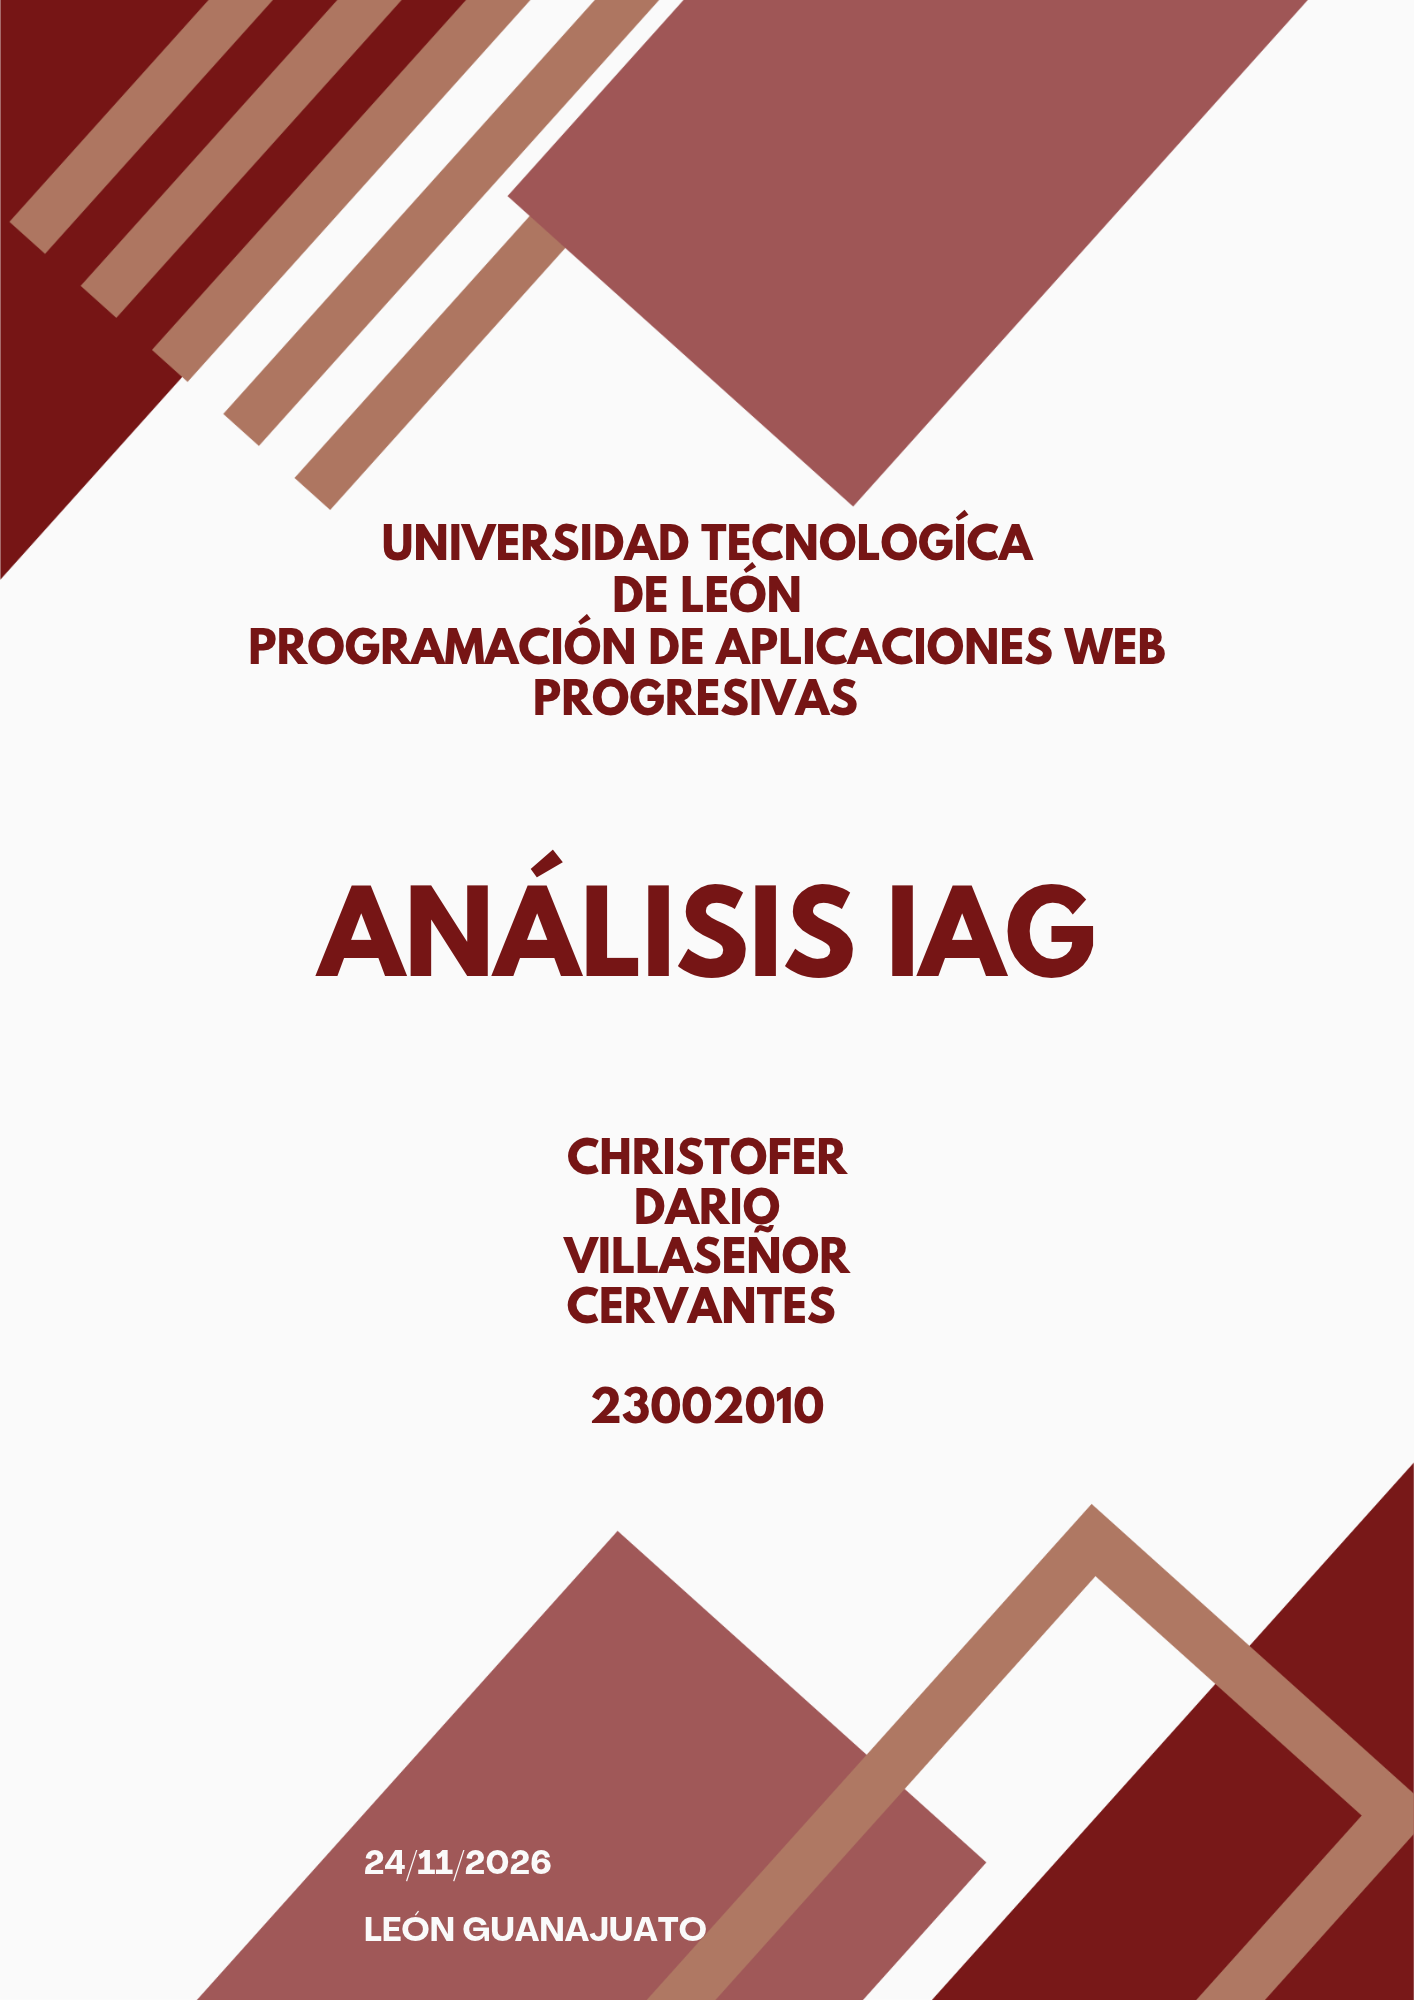 UNIVERSIDAD TECNOLOGÍCA
DE LEÓN
PROGRAMACIÓN DE APLICACIONES WEB
PROGRESIVAS
ANÁLISIS IAG
CHRISTOFER
DARIO
VILLASEÑOR
CERVANTES
23002010
24/11/2026
LEÓN GUANAJUATO